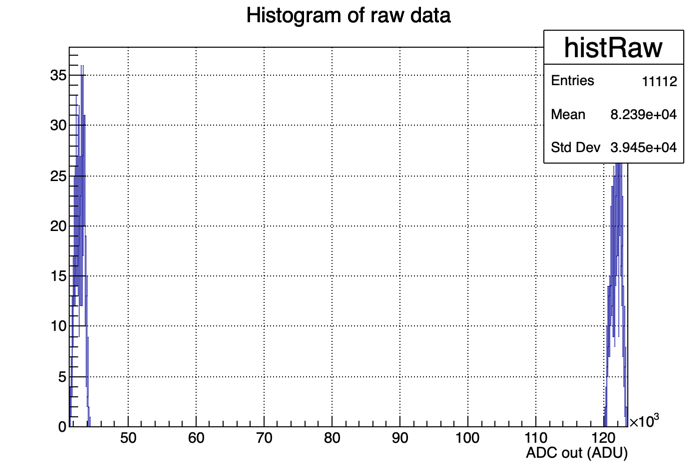 Histogram of raw data
histRaw
Entries 11112
Mean 8.239e+04
Std Dev 3.945e+04
35
30
25
20
15
10
5
0
50 60 70 80 90 100 110 120 ×10³
ADC out (ADU)